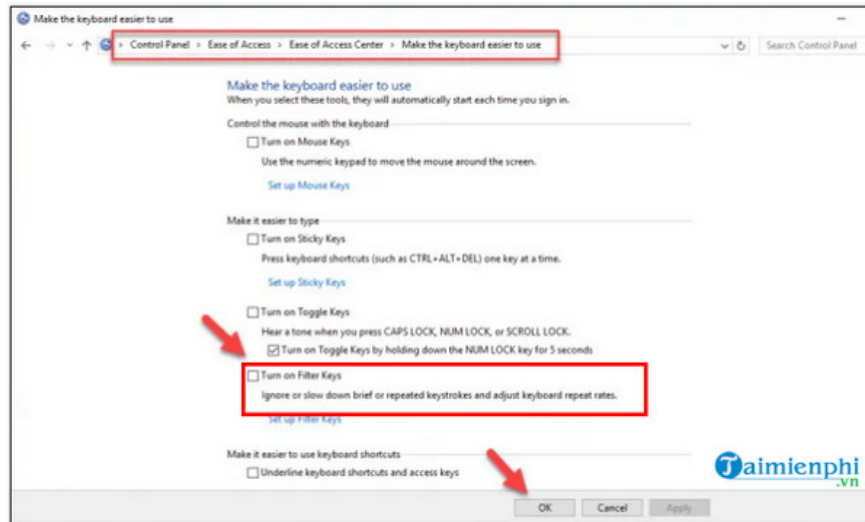 Make the keyboard easier to use
Control Panel > Ease of Access > Ease of Access Center > Make the keyboard easier to use
Search Control Panel
Make the keyboard easier to use
When you select these tools, they will automatically start each time you sign in.
Control the mouse with the keyboard
Turn on Mouse Keys
Use the numeric keypad to move the mouse around the screen.
Set up Mouse Keys
Make it easier to type
Turn on Sticky Keys
Press keyboard shortcuts (such as CTRL+ALT+DEL) one key at a time.
Set up Sticky Keys
Turn on Toggle Keys
Hear a tone when you press CAPS LOCK, NUM LOCK, or SCROLL LOCK.
Turn on Toggle Keys by holding down the NUM LOCK key for 5 seconds
Turn on Filter Keys
Ignore or slow down brief or repeated keystrokes and adjust keyboard repeat rates.
Set up Filter Keys
Make it easier to use keyboard shortcuts
Underline keyboard shortcuts and access keys
Taimienphi
.vn
OK Cancel Apply